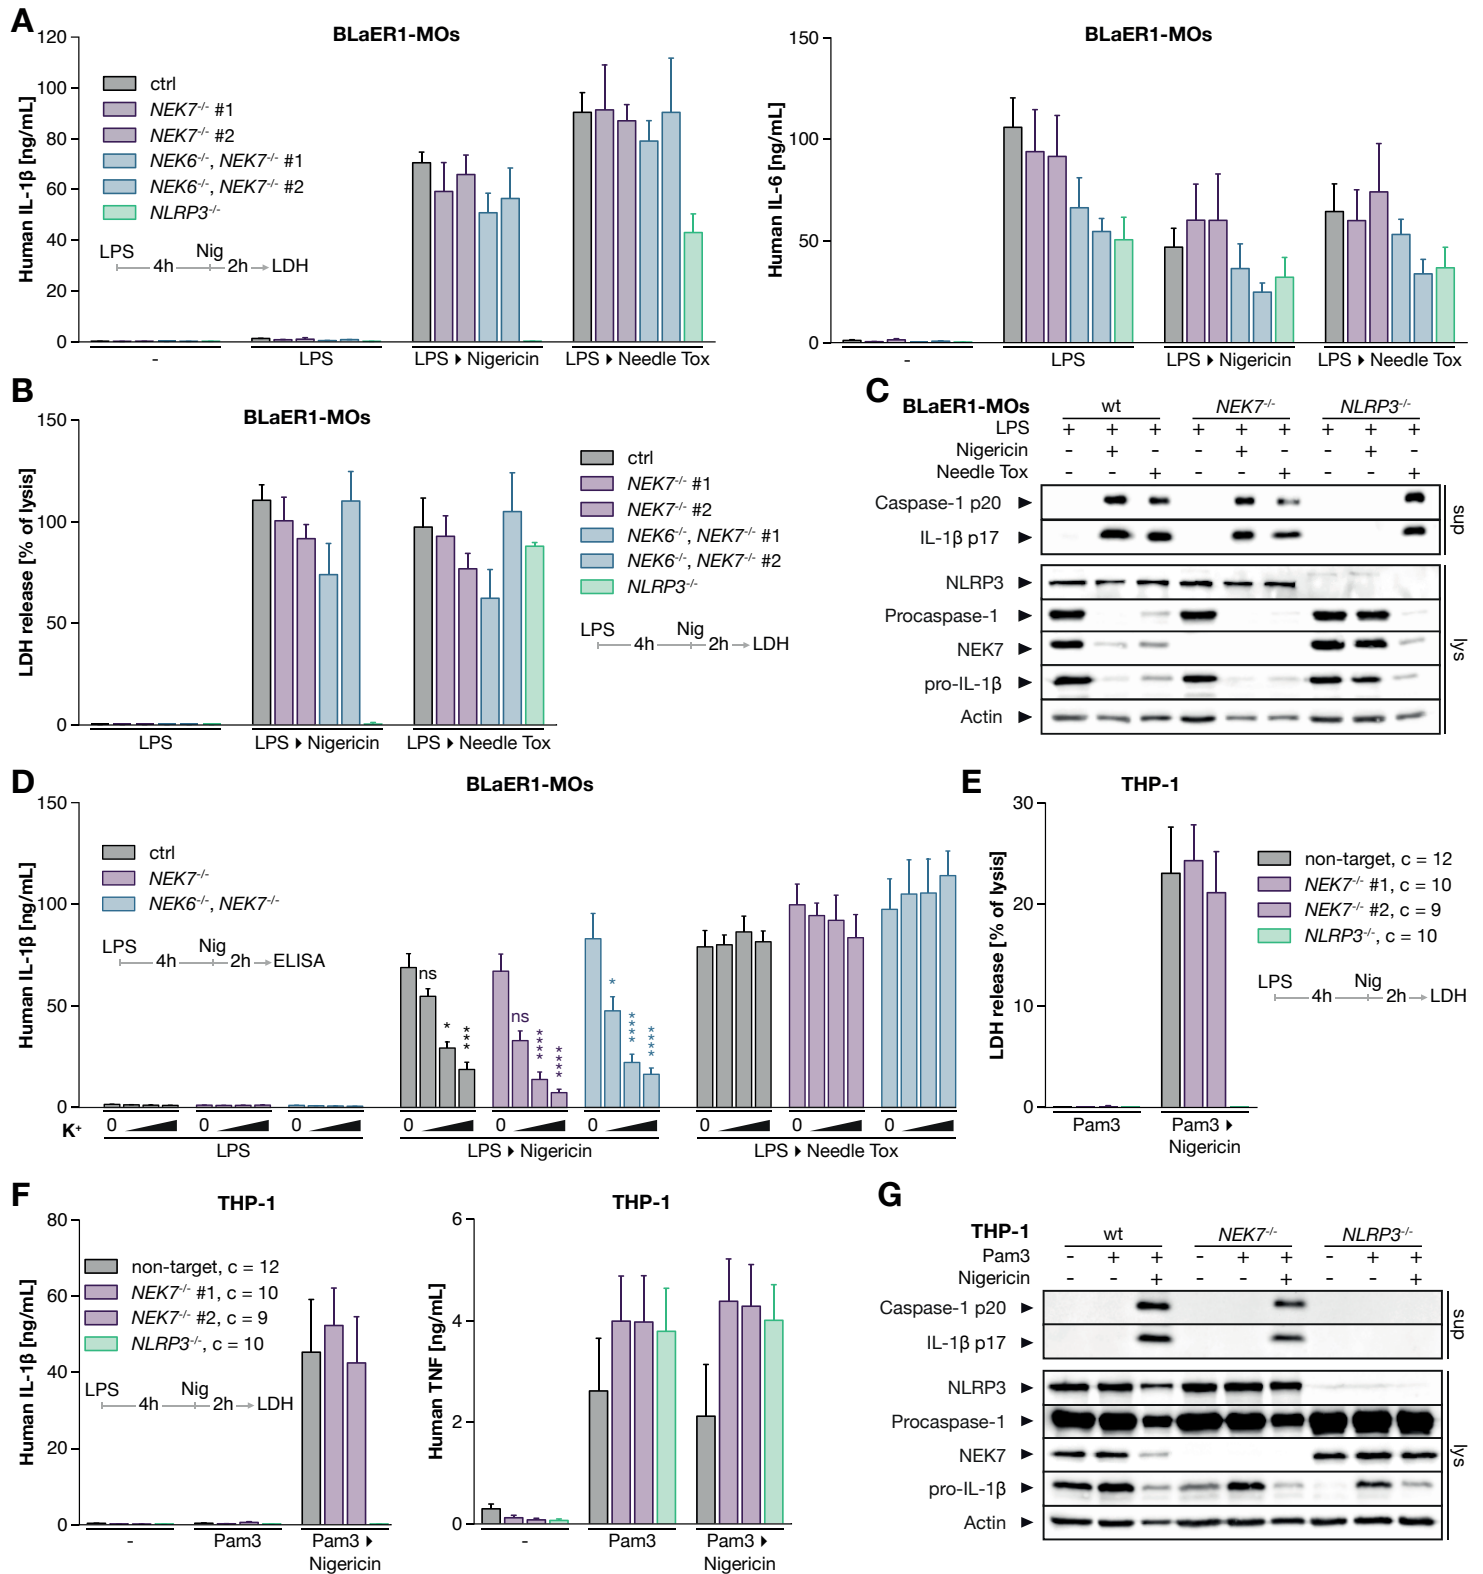 A
BLaER1-MOs
Human IL-1β [ng/mL]
120
100
80
60
40
20
0
ctrl
NEK7-/- #1
NEK7-/- #2
NEK6-/-, NEK7-/- #1
NEK6-/-, NEK7-/- #2
NLRP3-/-
LPS Nig
4h 2h LDH
- LPS LPS ▸ Nigericin LPS ▸ Needle Tox
BLaER1-MOs
Human IL-6 [ng/mL]
150
100
50
0
- LPS LPS ▸ Nigericin LPS ▸ Needle Tox
B
BLaER1-MOs
LDH release [% of lysis]
150
100
50
0
LPS LPS ▸ Nigericin LPS ▸ Needle Tox
ctrl
NEK7-/- #1
NEK7-/- #2
NEK6-/-, NEK7-/- #1
NEK6-/-, NEK7-/- #2
NLRP3-/-
LPS Nig
4h 2h LDH
C
BLaER1-MOs wt NEK7-/- NLRP3-/-
LPS + + + + + + + + +
Nigericin - + - - + - - + -
Needle Tox - - + - - + - - +
Caspase-1 p20
IL-1β p17
sup
NLRP3
Procaspase-1
NEK7
pro-IL-1β
Actin
lys
D
BLaER1-MOs
Human IL-1β [ng/mL]
150
100
50
0
ctrl
NEK7-/-
NEK6-/-, NEK7-/-
LPS Nig
4h 2h ELISA
ns * *** ns **** **** * **** ****
K+ 0 0 0 0 0 0 0 0 0
LPS LPS ▸ Nigericin LPS ▸ Needle Tox
E
THP-1
LDH release [% of lysis]
30
20
10
0
Pam3 Pam3 ▸
Nigericin
non-target, c = 12
NEK7-/- #1, c = 10
NEK7-/- #2, c = 9
NLRP3-/-, c = 10
LPS Nig
4h 2h LDH
F
THP-1
Human IL-1β [ng/mL]
80
60
40
20
0
non-target, c = 12
NEK7-/- #1, c = 10
NEK7-/- #2, c = 9
NLRP3-/-, c = 10
LPS Nig
4h 2h LDH
- Pam3 Pam3 ▸
Nigericin
THP-1
Human TNF [ng/mL]
6
4
2
0
- Pam3 Pam3 ▸
Nigericin
G
THP-1 wt NEK7-/- NLRP3-/-
Pam3 - + + - + + - + +
Nigericin - - + - - + - - +
Caspase-1 p20
IL-1β p17
sup
NLRP3
Procaspase-1
NEK7
pro-IL-1β
Actin
lys